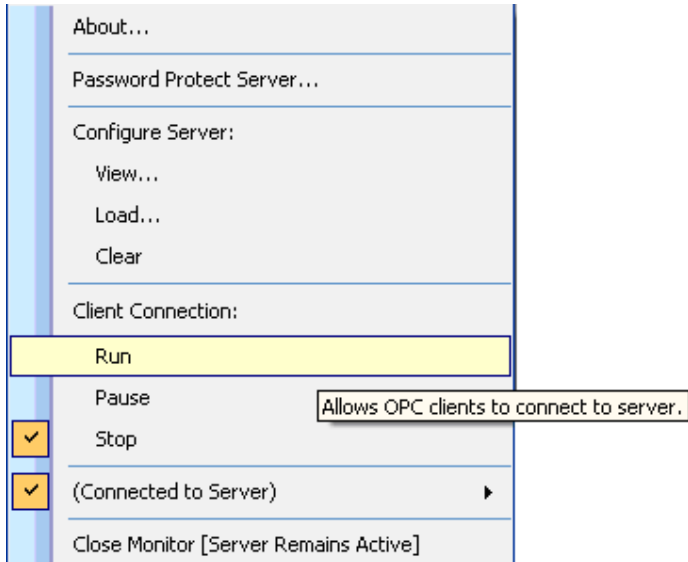 About...
Password Protect Server...
Configure Server:
View...
Load...
Clear
Client Connection:
Run
Pause
Allows OPC clients to connect to server.
Stop
(Connected to Server)
Close Monitor [Server Remains Active]